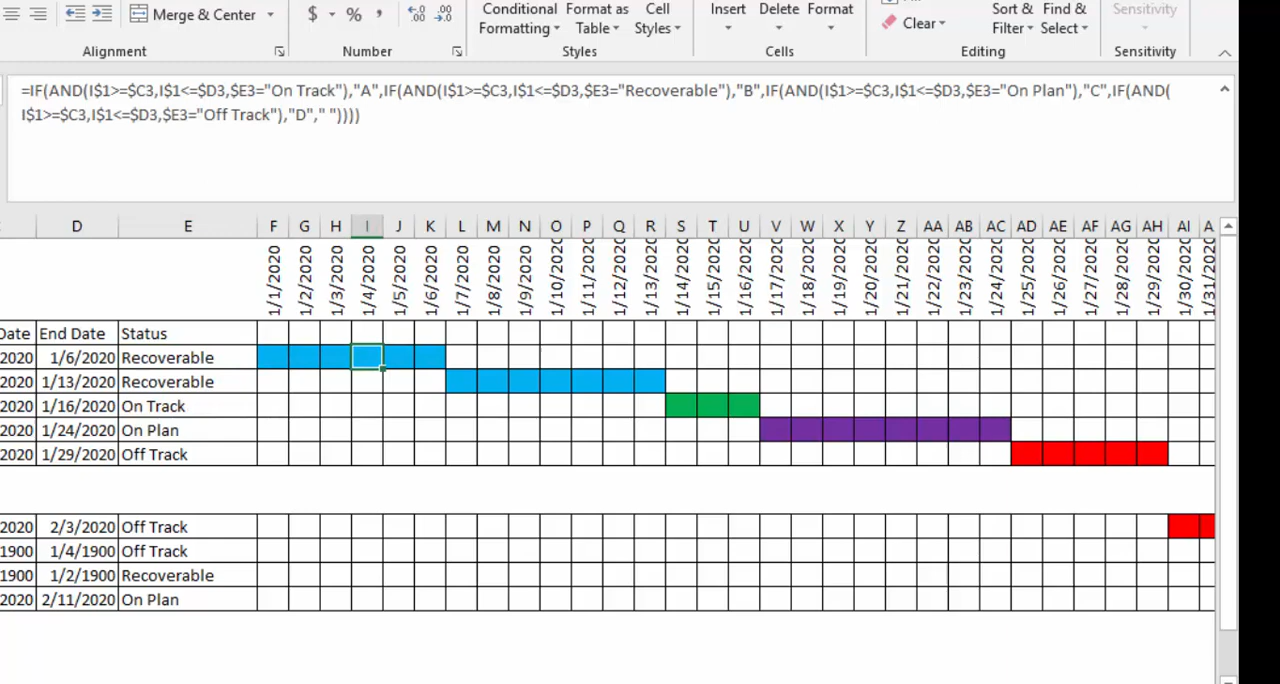 Merge & Center $ % , Conditional Format as Cell Insert Delete Format Clear Sort & Find & Sensitivity
Formatting Table Styles Filter Select
Alignment Number Styles Cells Editing Sensitivity
=IF(AND(I$1>=$C3,I$1<=$D3,$E3="On Track"),"A",IF(AND(I$1>=$C3,I$1<=$D3,$E3="Recoverable"),"B",IF(AND(I$1>=$C3,I$1<=$D3,$E3="On Plan"),"C",IF(AND(
I$1>=$C3,I$1<=$D3,$E3="Off Track"),"D"," "))))
D E F G H I J K L M N O P Q R S T U V W X Y Z AA AB AC AD AE AF AG AH AI A
1/1/2020 1/2/2020 1/3/2020 1/4/2020 1/5/2020 1/6/2020 1/7/2020 1/8/2020 1/9/2020 1/10/2020 1/11/2020 1/12/2020 1/13/2020 1/14/2020 1/15/2020 1/16/2020 1/17/2020 1/18/2020 1/19/2020 1/20/2020 1/21/2020 1/22/2020 1/23/2020 1/24/2020 1/25/2020 1/26/2020 1/27/2020 1/28/2020 1/29/2020 1/30/2020 1/31/2020
Date End Date Status
2020 1/6/2020 Recoverable
2020 1/13/2020 Recoverable
2020 1/16/2020 On Track
2020 1/24/2020 On Plan
2020 1/29/2020 Off Track
2020 2/3/2020 Off Track
1900 1/4/1900 Off Track
1900 1/2/1900 Recoverable
2020 2/11/2020 On Plan